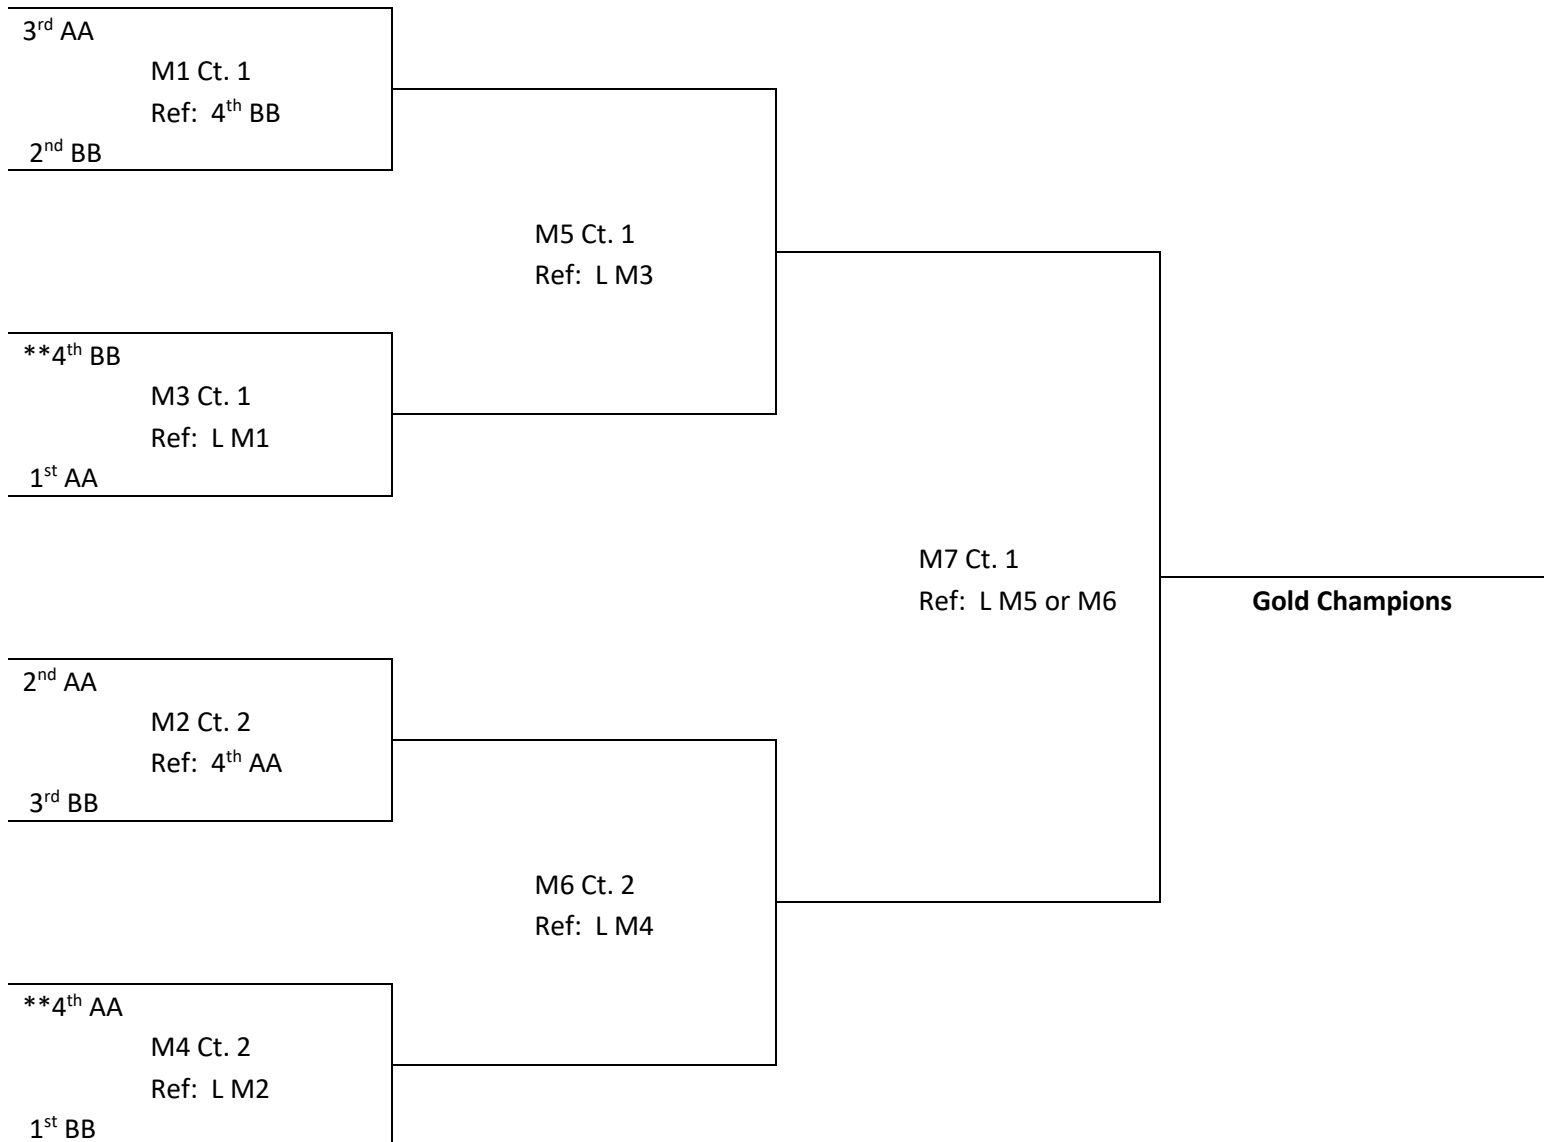 3rd AA
M1 Ct. 1
Ref: 4th BB
2nd BB
M5 Ct. 1
Ref: L M3
**4th BB
M3 Ct. 1
Ref: L M1
1st AA
M7 Ct. 1
Ref: L M5 or M6
Gold Champions
2nd AA
M2 Ct. 2
Ref: 4th AA
3rd BB
M6 Ct. 2
Ref: L M4
**4th AA
M4 Ct. 2
Ref: L M2
1st BB